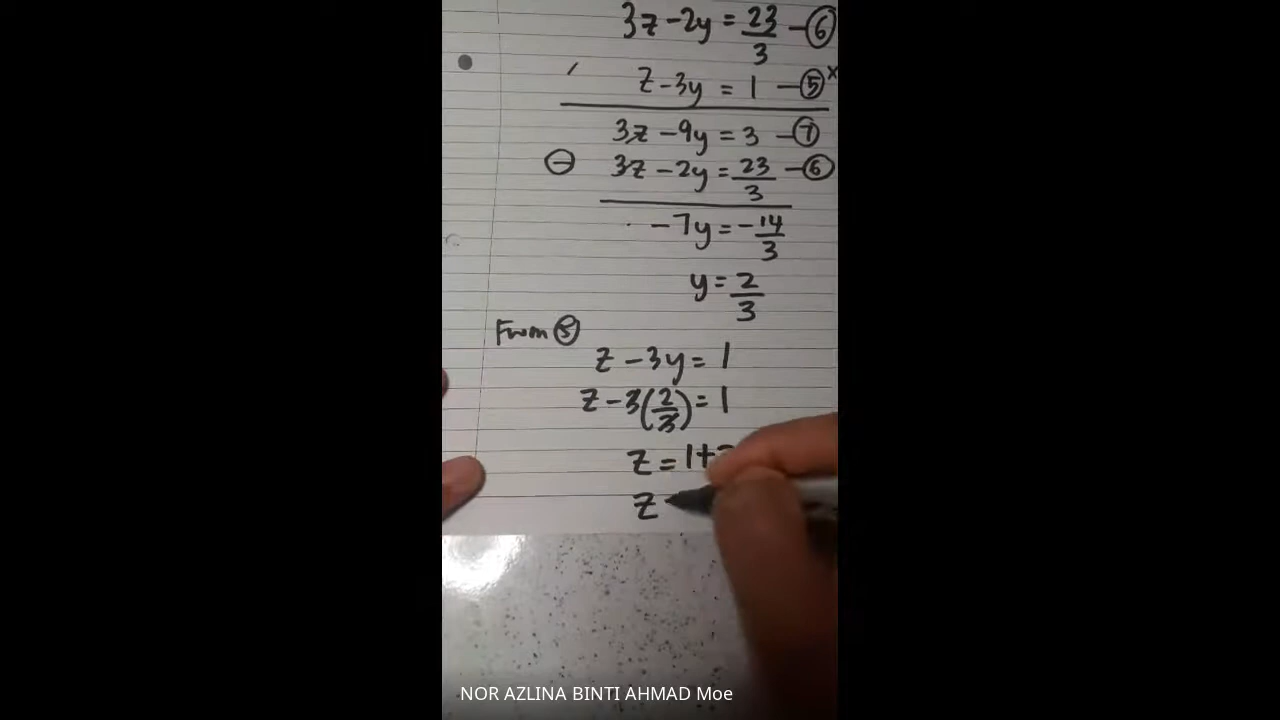 3z - 2y = 23/3 - ⑥
z - 3y = 1 - ⑤ x
3z - 9y = 3 - ⑦
⊖ 3z - 2y = 23/3 - ⑥
- 7y = - 14/3
y = 2/3
From ⑤
z - 3y = 1
z - 3(2/3) = 1
z = 1 +
z
NOR AZLINA BINTI AHMAD Moe